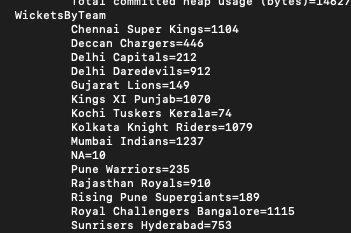 Total committed heap usage (bytes)=14627
WicketsByTeam
Chennai Super Kings=1104
Deccan Chargers=446
Delhi Capitals=212
Delhi Daredevils=912
Gujarat Lions=149
Kings XI Punjab=1070
Kochi Tuskers Kerala=74
Kolkata Knight Riders=1079
Mumbai Indians=1237
NA=10
Pune Warriors=235
Rajasthan Royals=910
Rising Pune Supergiants=189
Royal Challengers Bangalore=1115
Sunrisers Hyderabad=753